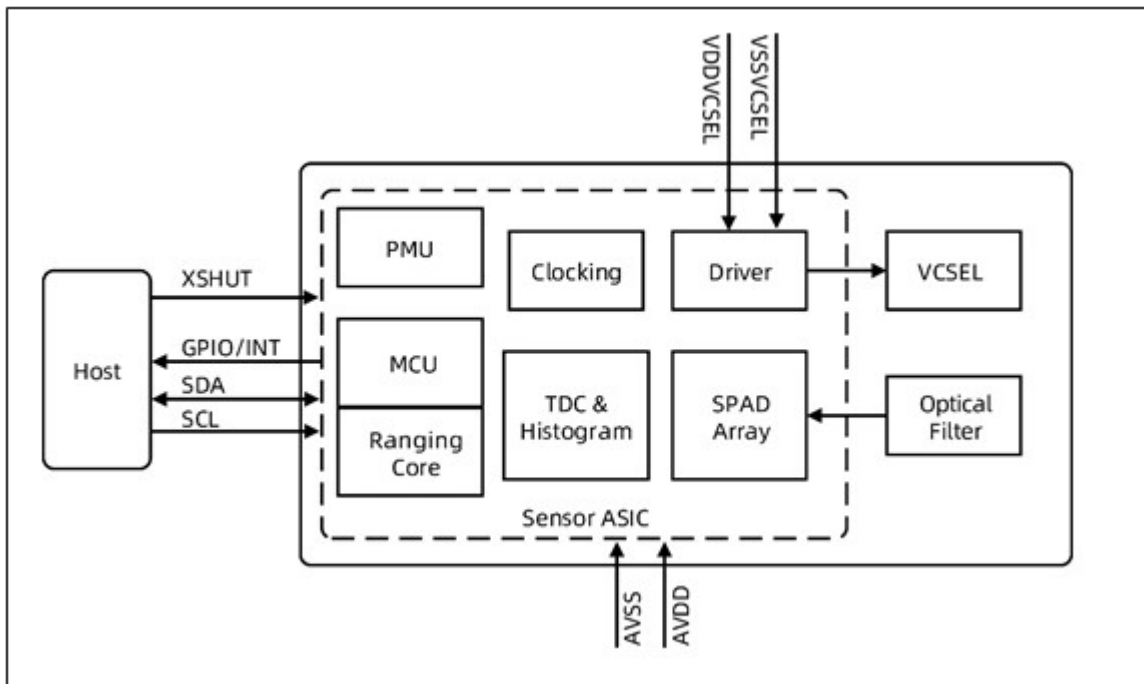 VDDVCSEL
VSSVCSEL
PMU
Clocking
Driver
VCSEL
XSHUT
GPIO/INT
SDA
SCL
Host
MCU
Ranging
Core
TDC &
Histogram
SPAD
Array
Optical
Filter
Sensor ASIC
AVSS
AVDD